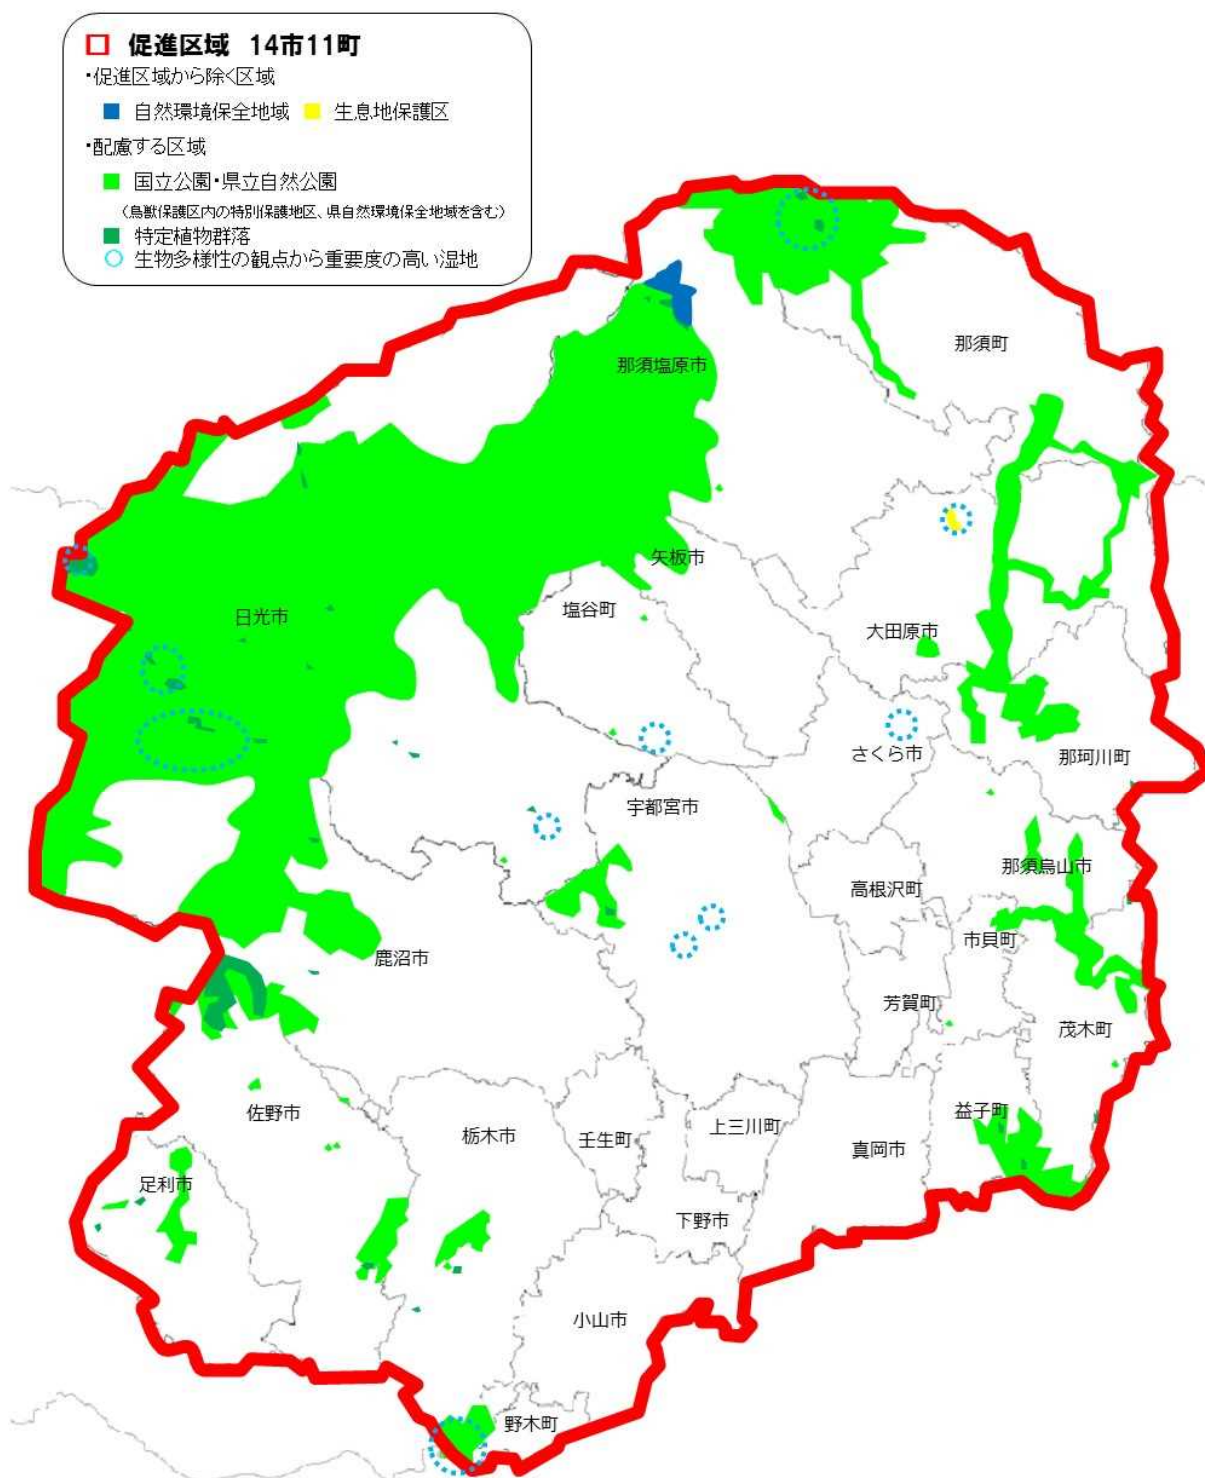 促進区域 14市11町
・促進区域から除く区域
自然環境保全地域 生息地保護区
・配慮する区域
国立公園・県立自然公園
（鳥獣保護区内の特別保護地区、県自然環境保全地域を含む）
特定植物群落
生物多様性の観点から重要度の高い湿地
那須町
那須塩原市
矢板市
塩谷町
日光市
大田原市
さくら市
那珂川町
宇都宮市
那須烏山市
高根沢町
市貝町
鹿沼市
芳賀町
茂木町
佐野市
益子町
栃木市
壬生町
上三川町
真岡市
足利市
下野市
小山市
野木町